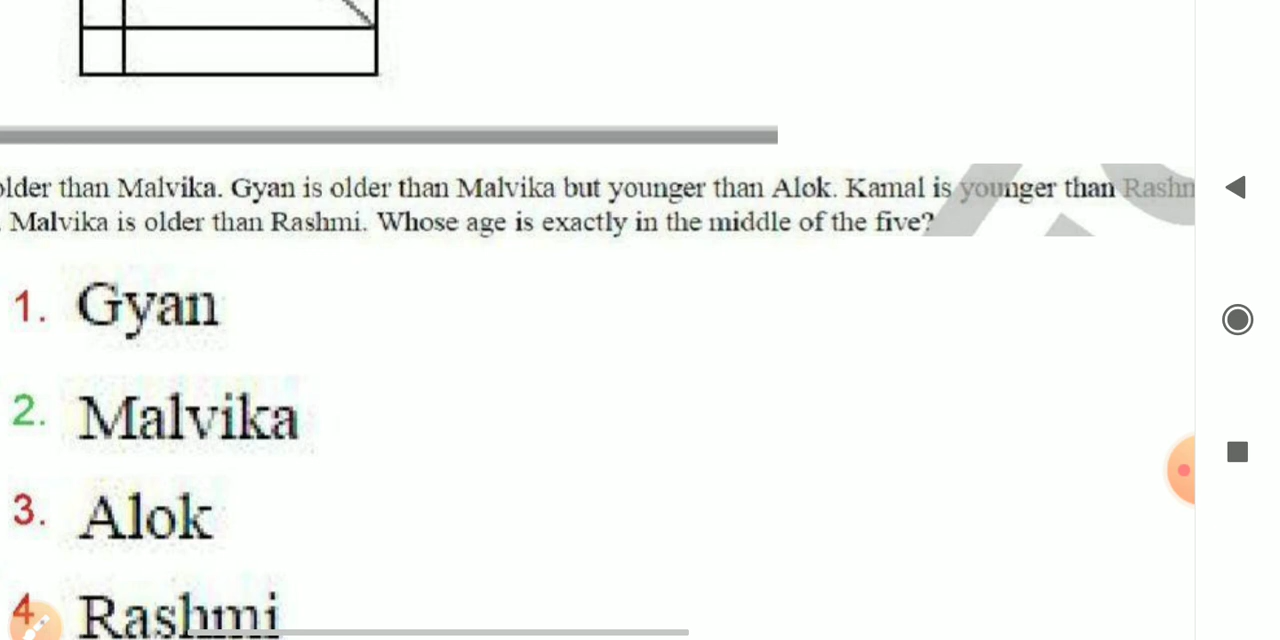 older than Malvika. Gyan is older than Malvika but younger than Alok. Kamal is younger than
Malvika is older than Rashmi. Whose age is exactly in the middle of the five?
1. Gyan
2. Malvika
3. Alok
4. Rashmi